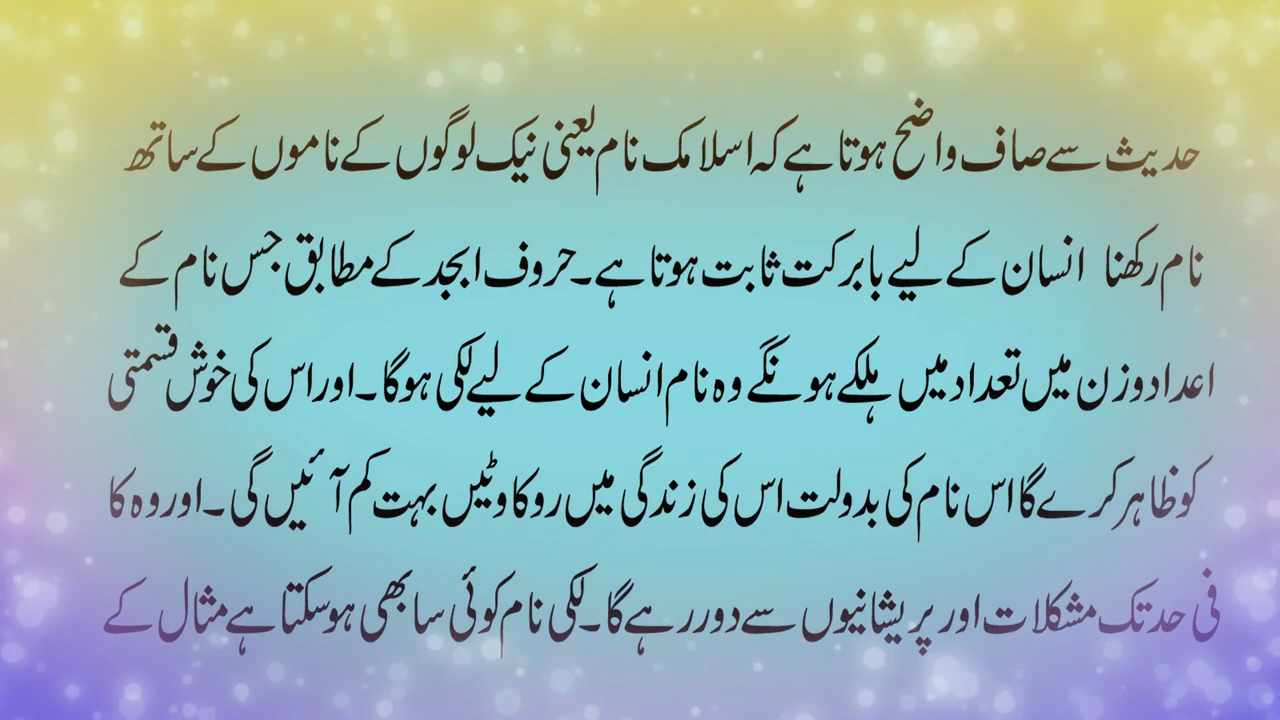 حدیث سے صاف واضح ہوتا ہے کہ اسلامک نام یعنی نیک لوگوں کے ناموں کے ساتھ
نام رکھنا انسان کے لیے بابرکت ثابت ہوتا ہے۔ حروف ابجد کے مطابق جس نام کے
اعداد وزن میں تعداد میں ہلکے ہونگے وہ نام انسان کے لیے لکی ہوگا۔ اور اس کی خوش قسمتی
کو ظاہر کرے گا اس نام کی بدولت اس کی زندگی میں روکاوٹیں بہت کم آئیں گی۔ اور وہ کا
فی حد تک مشکلات اور پریشانیوں سے دور رہے گا۔ لکی نام کوئی سا بھی ہو سکتا ہے مثال کے